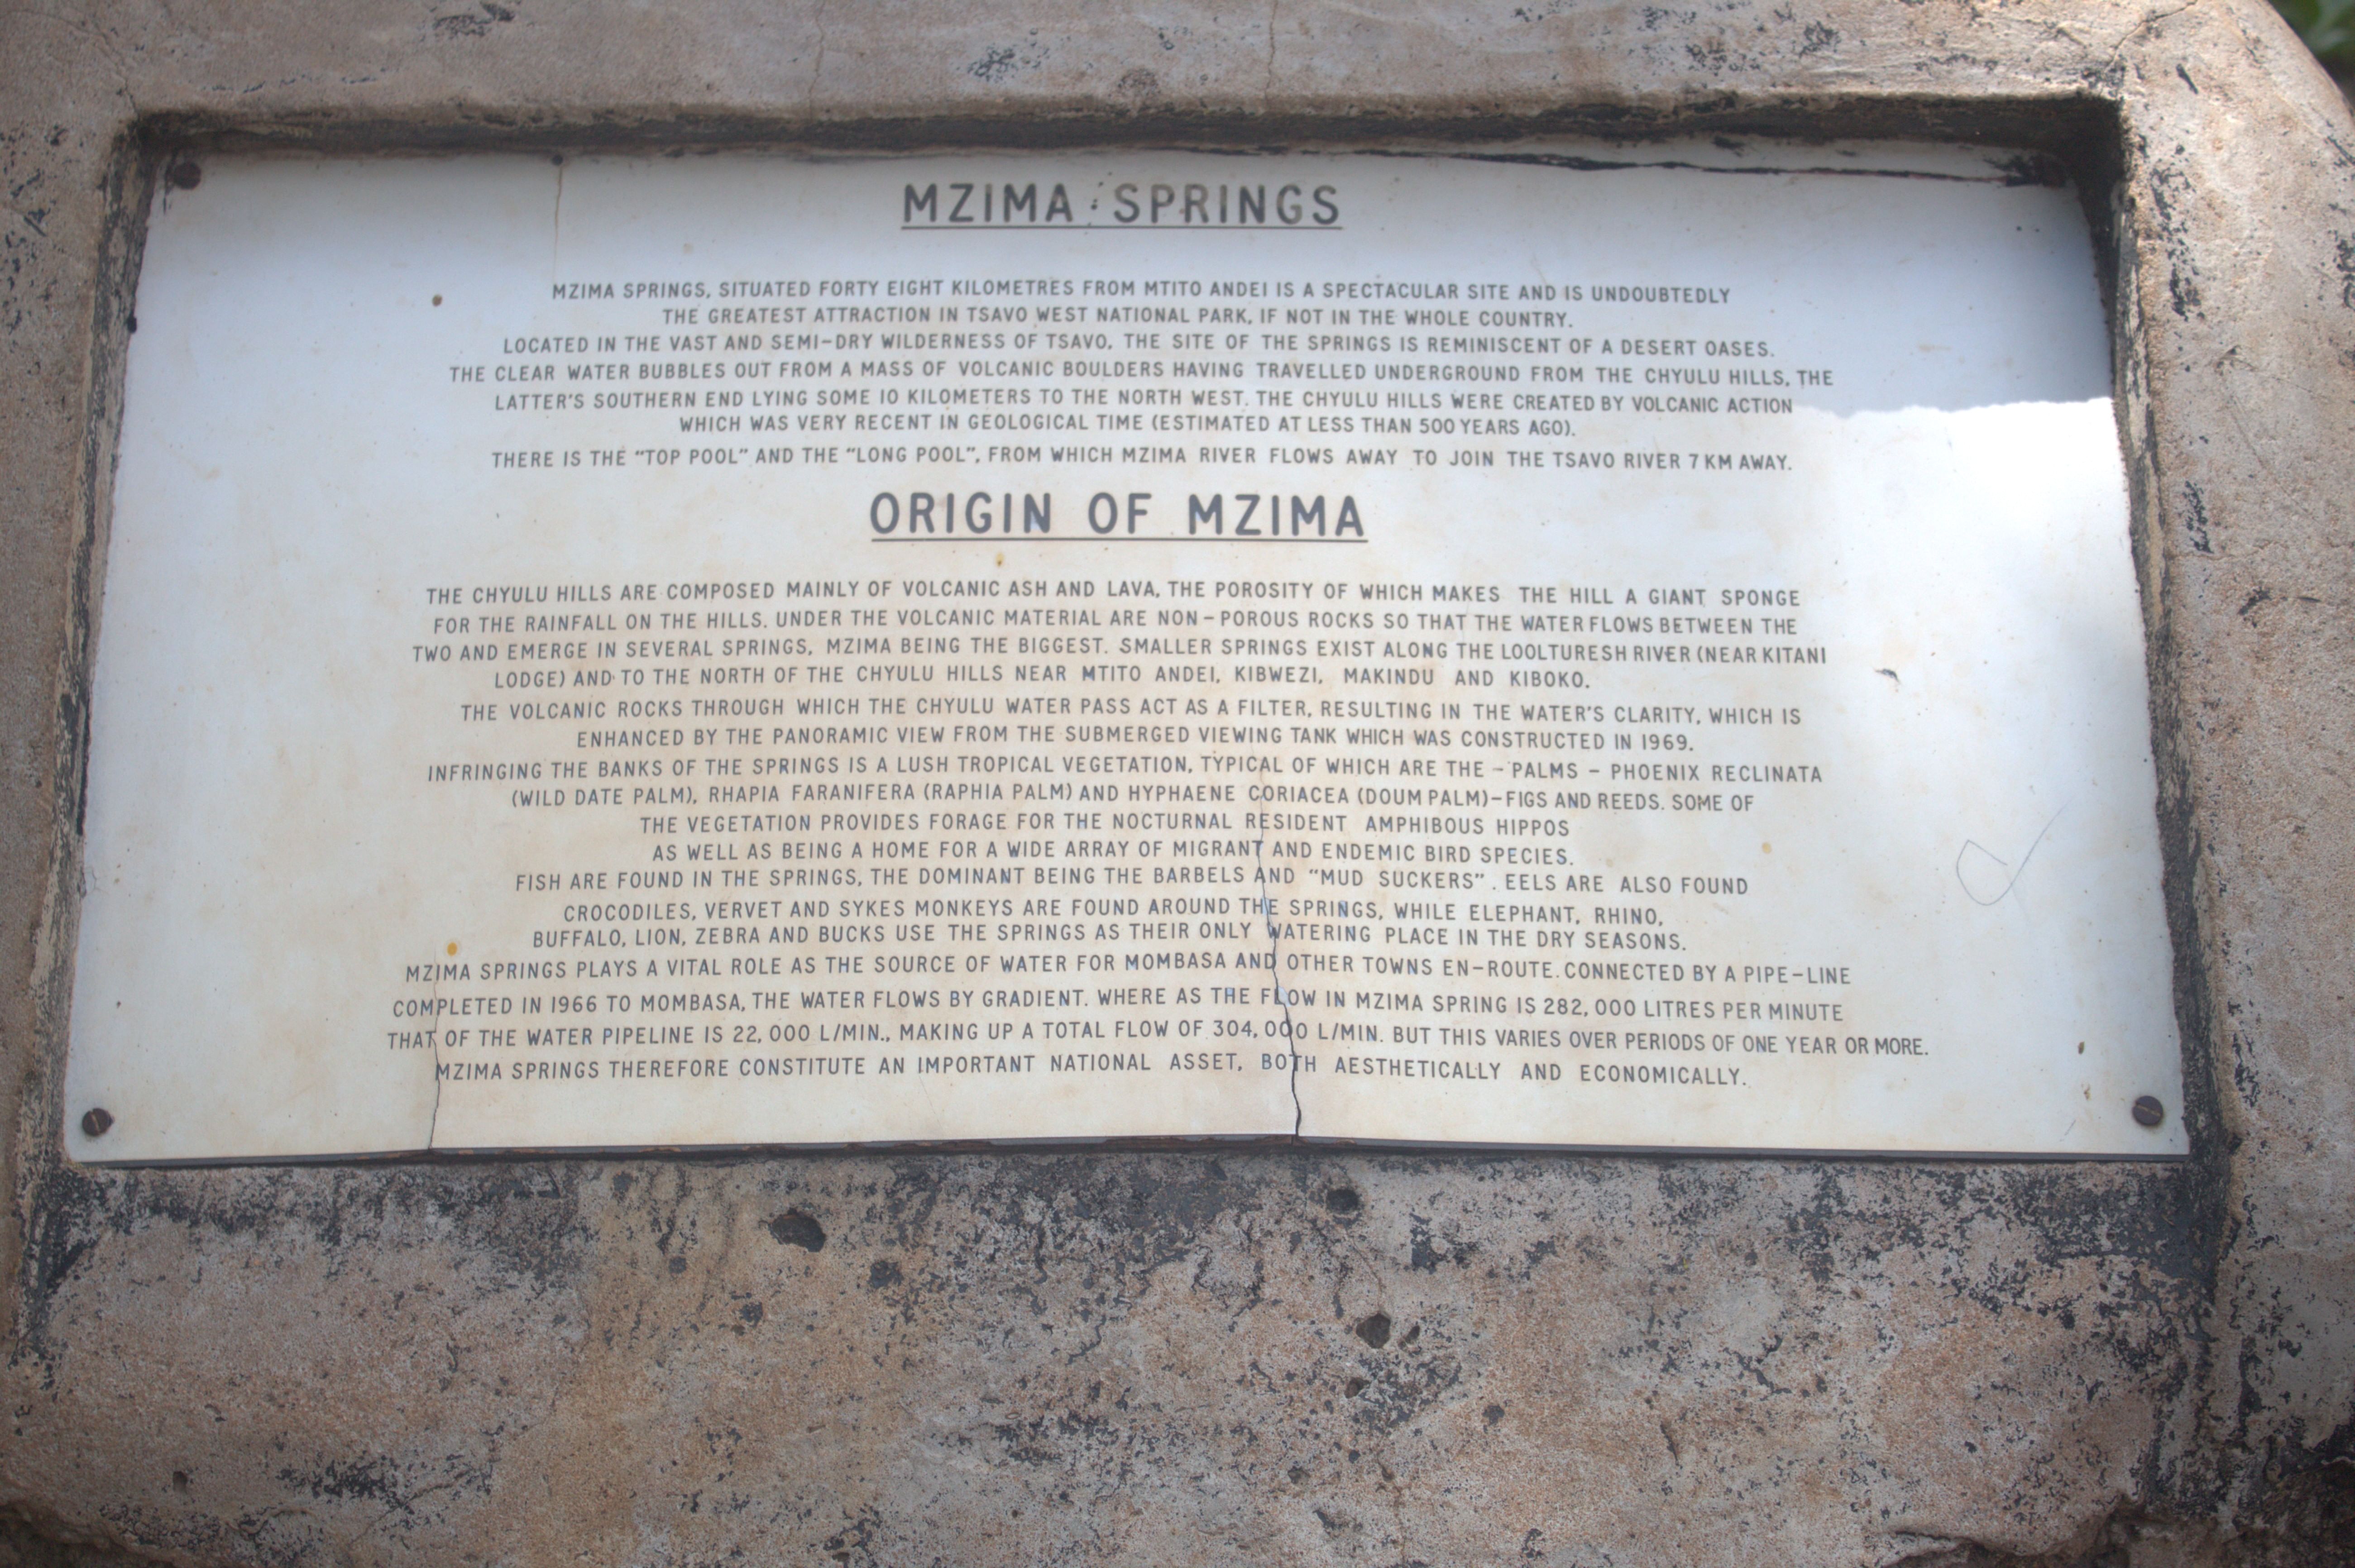 MZIMA SPRINGS
MZIMA SPRINGS, SITUATED FORTY EIGHT KILOMETRES FROM MTITO ANDEI IS A SPECTACULAR SITE AND IS UNDOUBTEDLY
THE GREATEST ATTRACTION IN TSAVO WEST NATIONAL PARK, IF NOT IN THE WHOLE COUNTRY.
LOCATED IN THE VAST AND SEMI-DRY WILDERNESS OF TSAVO, THE SITE OF THE SPRINGS IS REMINISCENT OF A DESERT OASES.
THE CLEAR WATER BUBBLES OUT FROM A MASS OF VOLCANIC BOULDERS HAVING TRAVELLED UNDERGROUND FROM THE CHYULU HILLS, THE
LATTER'S SOUTHERN END LYING SOME 10 KILOMETERS TO THE NORTH WEST. THE CHYULU HILLS WERE CREATED BY VOLCANIC ACTION
WHICH WAS VERY RECENT IN GEOLOGICAL TIME (ESTIMATED AT LESS THAN 500 YEARS AGO).
THERE IS THE "TOP POOL" AND THE "LONG POOL", FROM WHICH MZIMA RIVER FLOWS AWAY TO JOIN THE TSAVO RIVER 7 KM AWAY.
ORIGIN OF MZIMA
THE CHYULU HILLS ARE COMPOSED MAINLY OF VOLCANIC ASH AND LAVA, THE POROSITY OF WHICH MAKES THE HILL A GIANT SPONGE
FOR THE RAINFALL ON THE HILLS. UNDER THE VOLCANIC MATERIAL ARE NON-POROUS ROCKS SO THAT THE WATER FLOWS BETWEEN THE
TWO AND EMERGE IN SEVERAL SPRINGS, MZIMA BEING THE BIGGEST. SMALLER SPRINGS EXIST ALONG THE LOOLTURESH RIVER (NEAR KITANI
LODGE) AND TO THE NORTH OF THE CHYULU HILLS NEAR MTITO ANDEI, KIBWEZI, MAKINDU AND KIBOKO.
THE VOLCANIC ROCKS THROUGH WHICH THE CHYULU WATER PASS ACT AS A FILTER, RESULTING IN THE WATER'S CLARITY, WHICH IS
ENHANCED BY THE PANORAMIC VIEW FROM THE SUBMERGED VIEWING TANK WHICH WAS CONSTRUCTED IN 1969.
INFRINGING THE BANKS OF THE SPRINGS IS A LUSH TROPICAL VEGETATION, TYPICAL OF WHICH ARE THE - PALMS - PHOENIX RECLINATA
(WILD DATE PALM), RHAPIA FARANIFERA (RAPHIA PALM) AND HYPHAENE CORIACEA (DOUM PALM)-FIGS AND REEDS. SOME OF
THE VEGETATION PROVIDES FORAGE FOR THE NOCTURNAL RESIDENT AMPHIBOUS HIPPOS
AS WELL AS BEING A HOME FOR A WIDE ARRAY OF MIGRANT AND ENDEMIC BIRD SPECIES.
FISH ARE FOUND IN THE SPRINGS, THE DOMINANT BEING THE BARBELS AND "MUD SUCKERS". EELS ARE ALSO FOUND
CROCODILES, VERVET AND SYKES MONKEYS ARE FOUND AROUND THE SPRINGS, WHILE ELEPHANT, RHINO,
BUFFALO, LION, ZEBRA AND BUCKS USE THE SPRINGS AS THEIR ONLY WATERING PLACE IN THE DRY SEASONS.
MZIMA SPRINGS PLAYS A VITAL ROLE AS THE SOURCE OF WATER FOR MOMBASA AND OTHER TOWNS EN-ROUTE. CONNECTED BY A PIPE-LINE
COMPLETED IN 1966 TO MOMBASA, THE WATER FLOWS BY GRADIENT. WHERE AS THE FLOW IN MZIMA SPRING IS 282, 000 LITRES PER MINUTE
THAT OF THE WATER PIPELINE IS 22, 000 L/MIN., MAKING UP A TOTAL FLOW OF 304, 000 L/MIN. BUT THIS VARIES OVER PERIODS OF ONE YEAR OR MORE.
MZIMA SPRINGS THEREFORE CONSTITUTE AN IMPORTANT NATIONAL ASSET, BOTH AESTHETICALLY AND ECONOMICALLY.